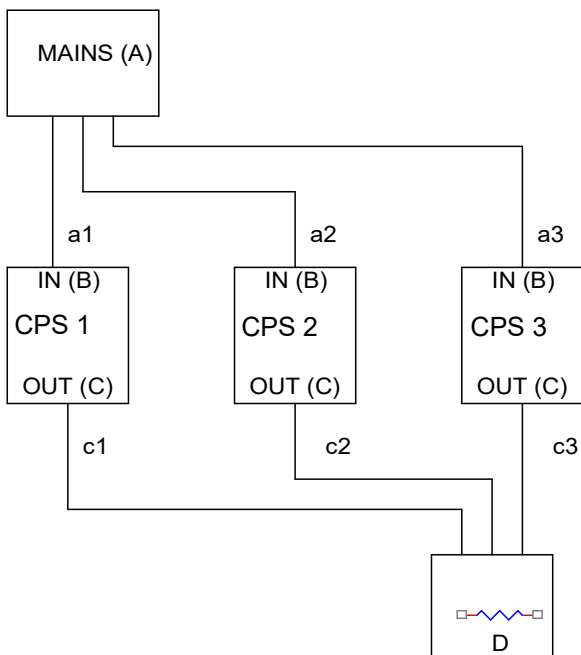 MAINS (A)
a1
a2
a3
IN (B)
IN (B)
IN (B)
CPS 1
CPS 2
CPS 3
OUT (C)
OUT (C)
OUT (C)
c1
c2
c3
D